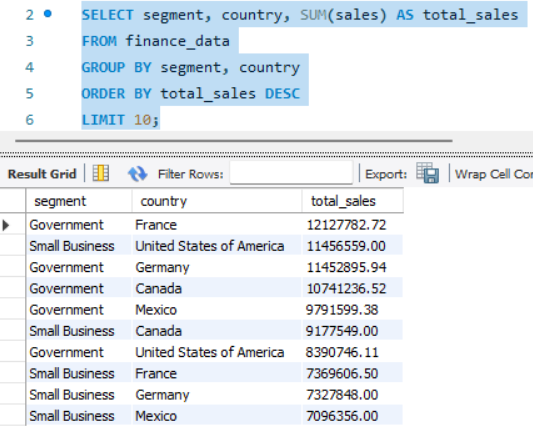 2 SELECT segment, country, SUM(sales) AS total_sales
3 FROM finance_data
4 GROUP BY segment, country
5 ORDER BY total_sales DESC
6 LIMIT 10;
Result Grid Filter Rows: Export: Wrap Cell Con
segment country total_sales
Government France 12127782.72
Small Business United States of America 11456559.00
Government Germany 11452895.94
Government Canada 10741236.52
Government Mexico 9791599.38
Small Business Canada 9177549.00
Government United States of America 8390746.11
Small Business France 7369606.50
Small Business Germany 7327848.00
Small Business Mexico 7096356.00